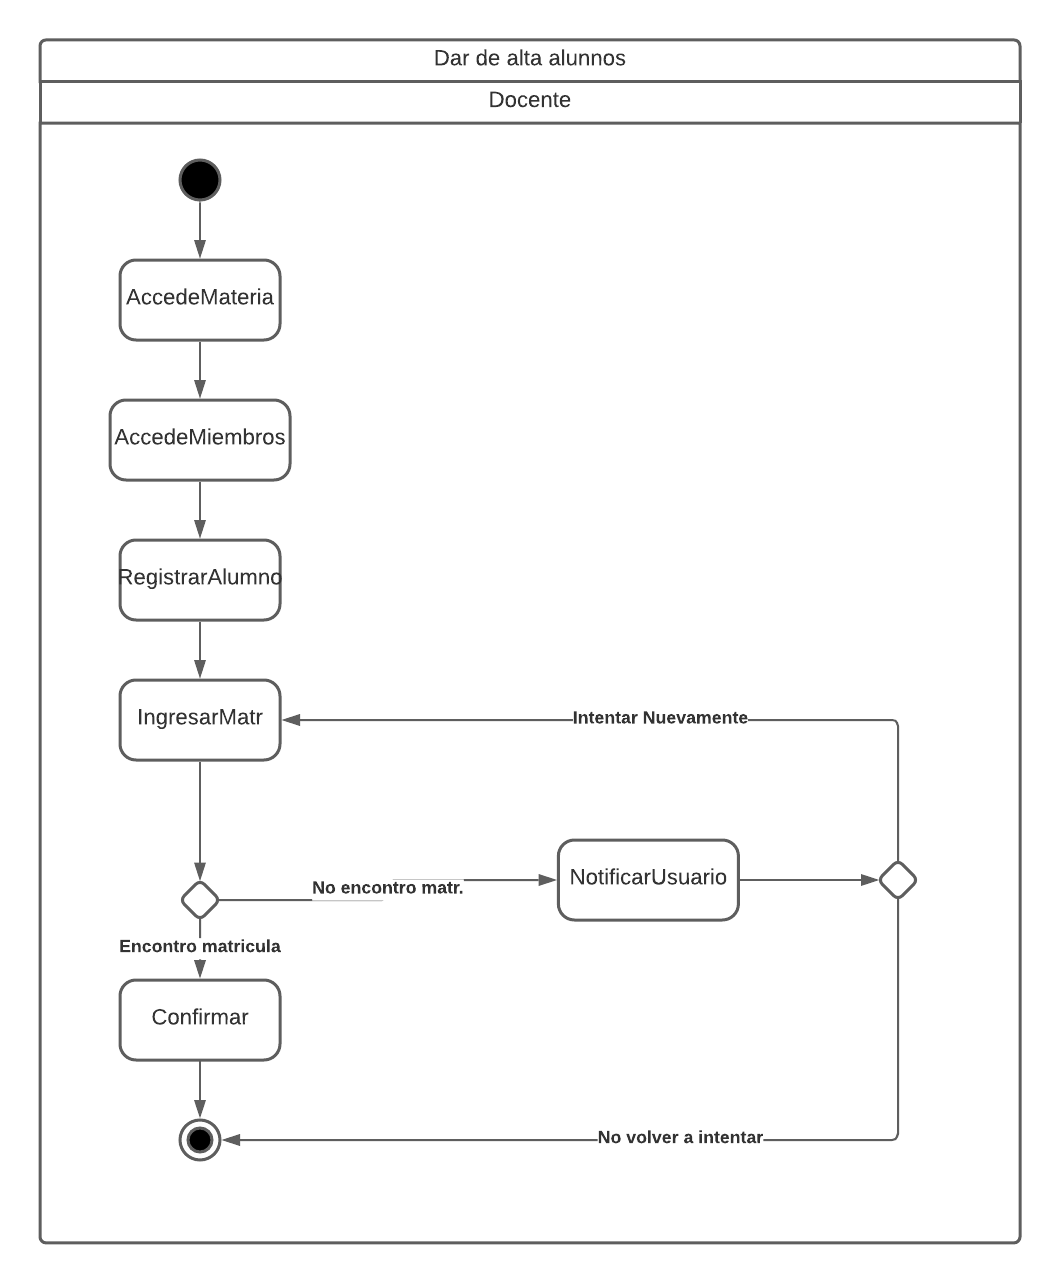 Dar de alta alunnos
Docente
AccedeMateria
AccedeMiembros
RegistrarAlumno
IngresarMatr
Intentar Nuevamente
NotificarUsuario
No encontro matr.
Encontro matricula
Confirmar
No volver a intentar